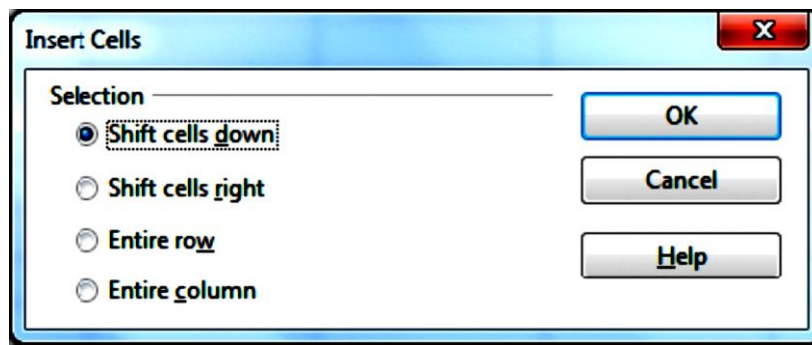 Insert Cells
Selection
Shift cells down
Shift cells right
Entire row
Entire column
OK
Cancel
Help